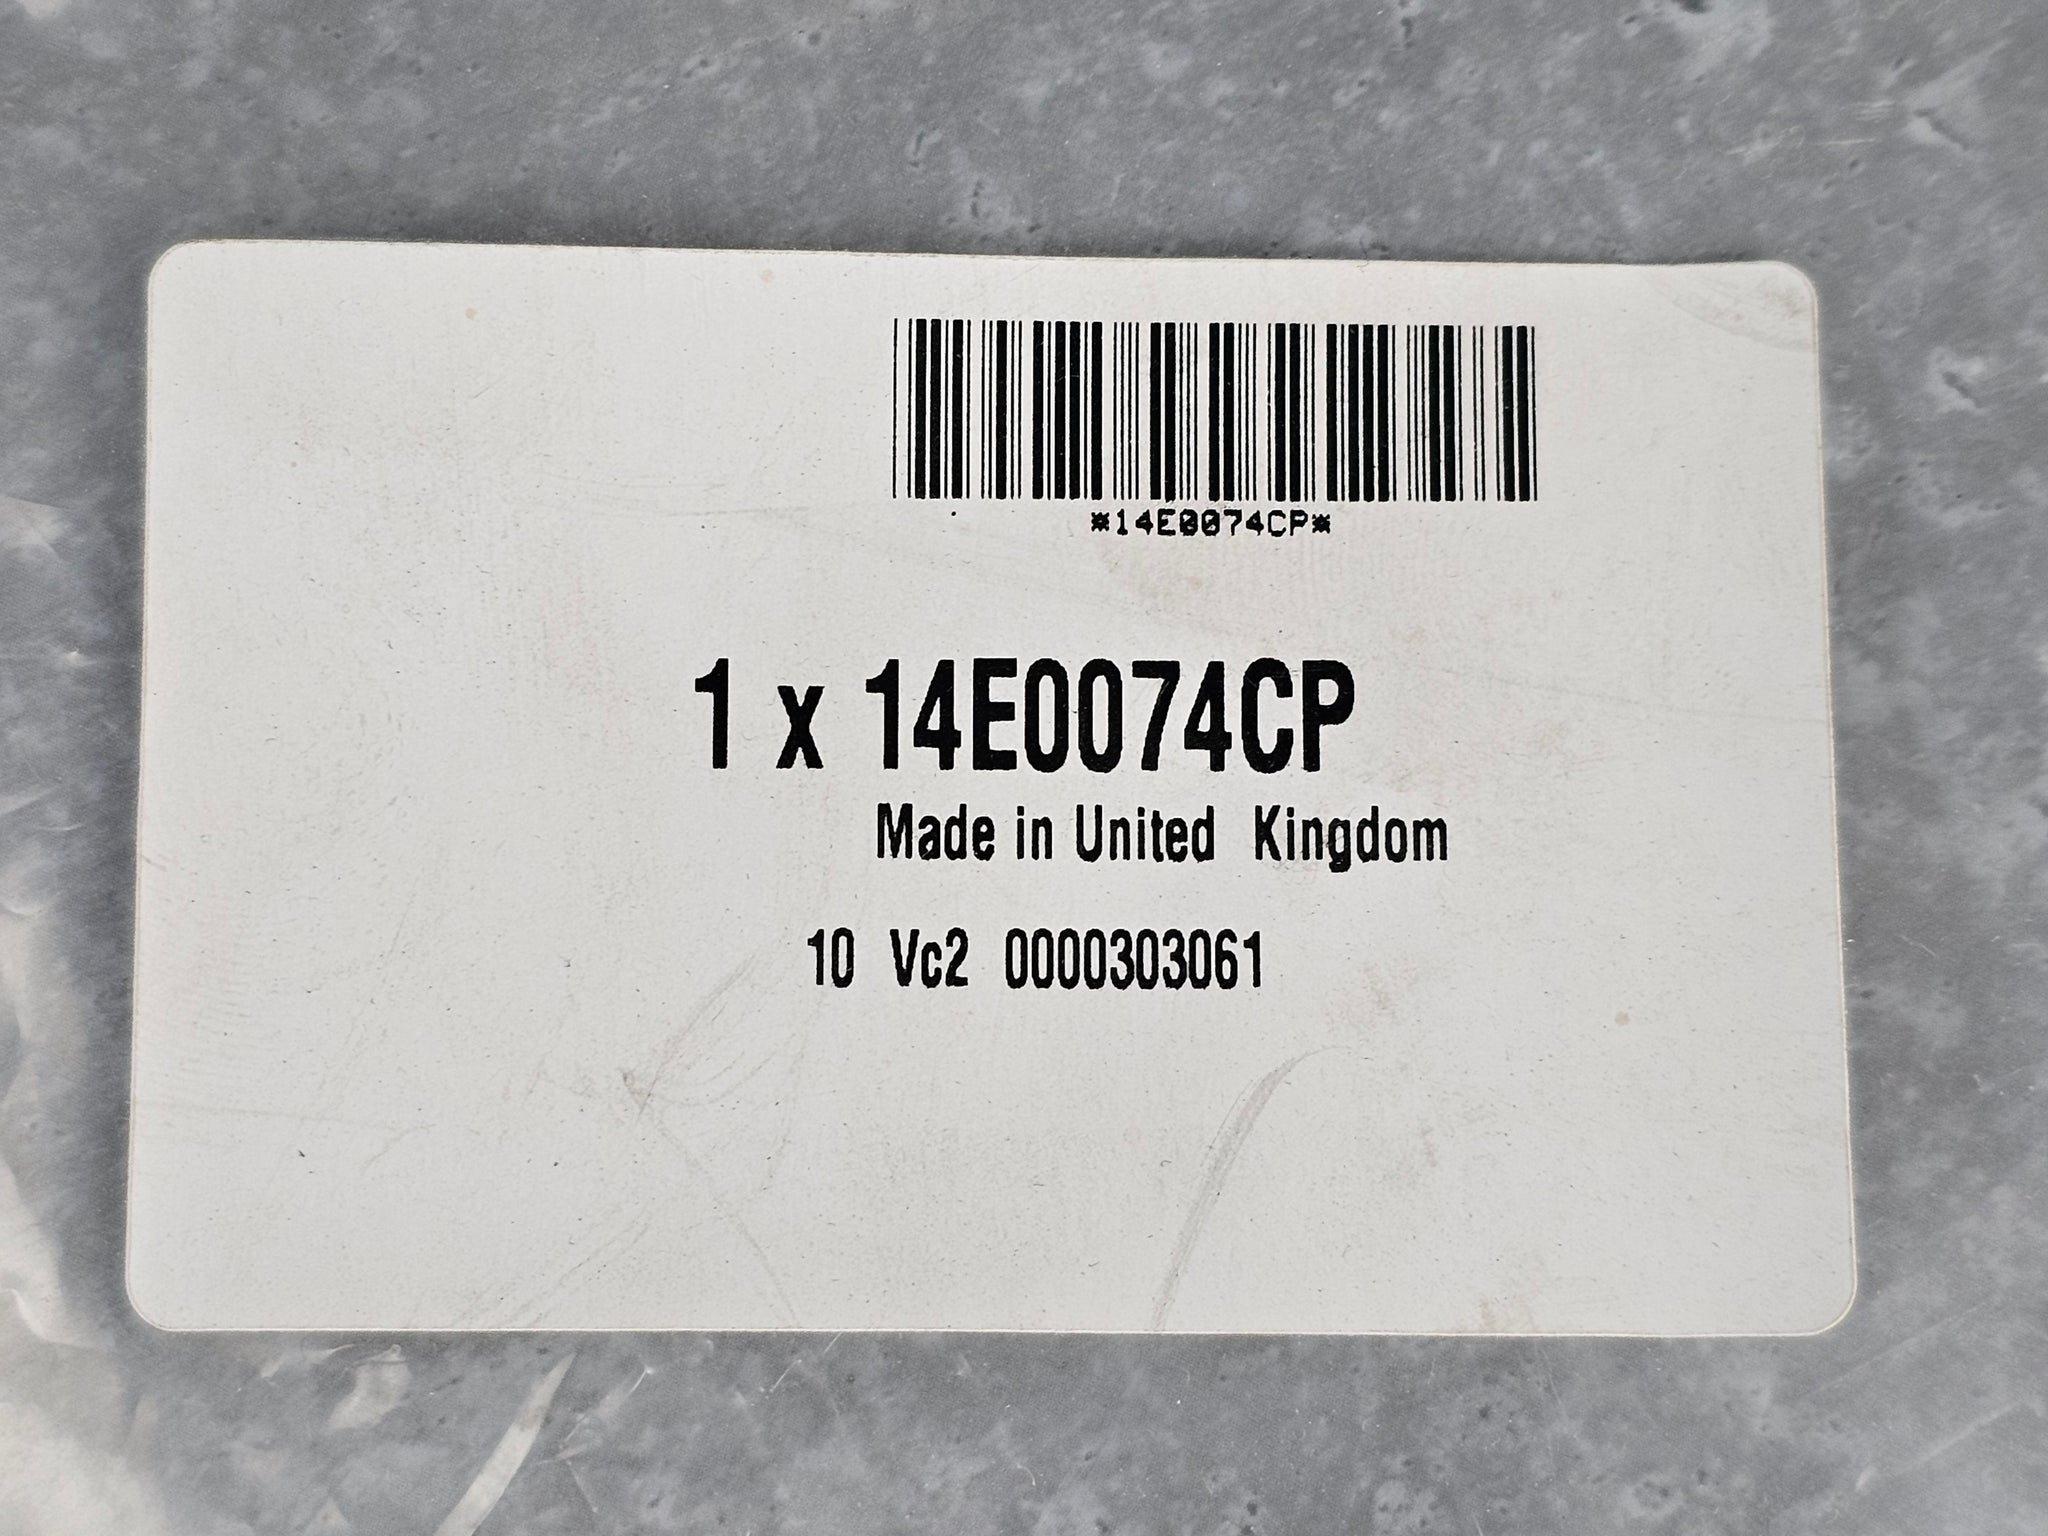 *14E0074CP*
1 x 14E0074CP
Made in United Kingdom
10 Vc2 0000303061